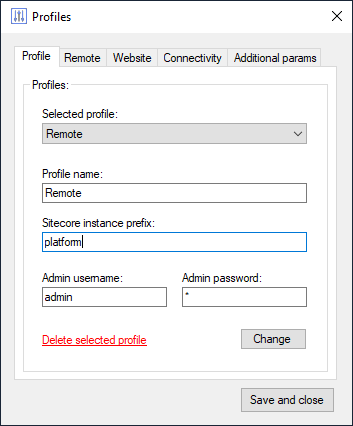 Profiles
Profile Remote Website Connectivity Additional params
Profiles:
Selected profile:
Remote
Profile name:
Remote
Sitecore instance prefix:
platform
Admin username: Admin password:
admin *
Delete selected profile Change
Save and close